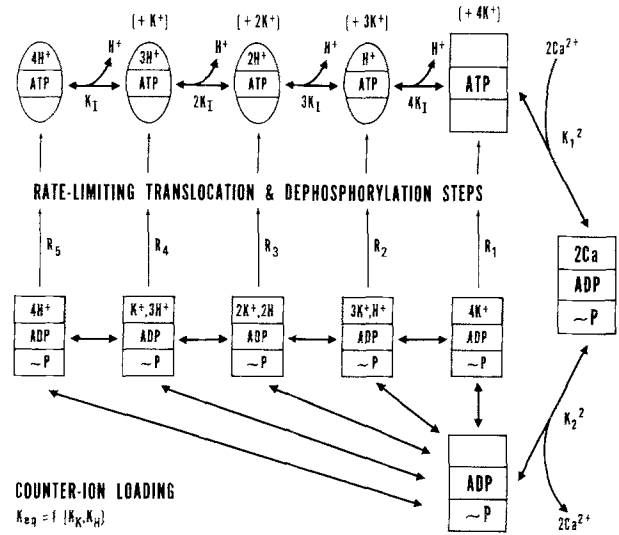 (+ K⁺) (+ 2K⁺) (+ 3K⁺) (+ 4K⁺)
H⁺ H⁺ H⁺ H⁺ 2Ca²⁺
4H⁺ 3H⁺ 2H⁺ H⁺
ATP ATP ATP ATP ATP
K_I 2K_I 3K_I 4K_I
K₁²
RATE-LIMITING TRANSLOCATION & DEPHOSPHORYLATION STEPS
R₅ R₄ R₃ R₂ R₁
2Ca
ADP
~P
4H⁺ K⁺,3H⁺ 2K⁺,2H 3K⁺,H⁺ 4K⁺
ADP ADP ADP ADP ADP
~P ~P ~P ~P ~P
K₂²
ADP
~P
COUNTER-ION LOADING
K_eq = f (K_K,K_H)
2Ca²⁺